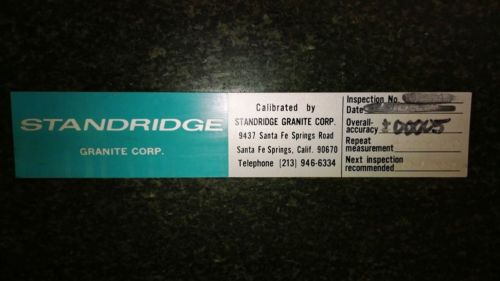 STANDRIDGE
GRANITE CORP.
Calibrated by
STANDRIDGE GRANITE CORP.
9437 Santa Fe Springs Road
Santa Fe Springs, Calif. 90670
Telephone (213) 946-6334
Inspection No.
Date
Overall-
accuracy ±.00005
Repeat
measurement
Next inspection
recommended